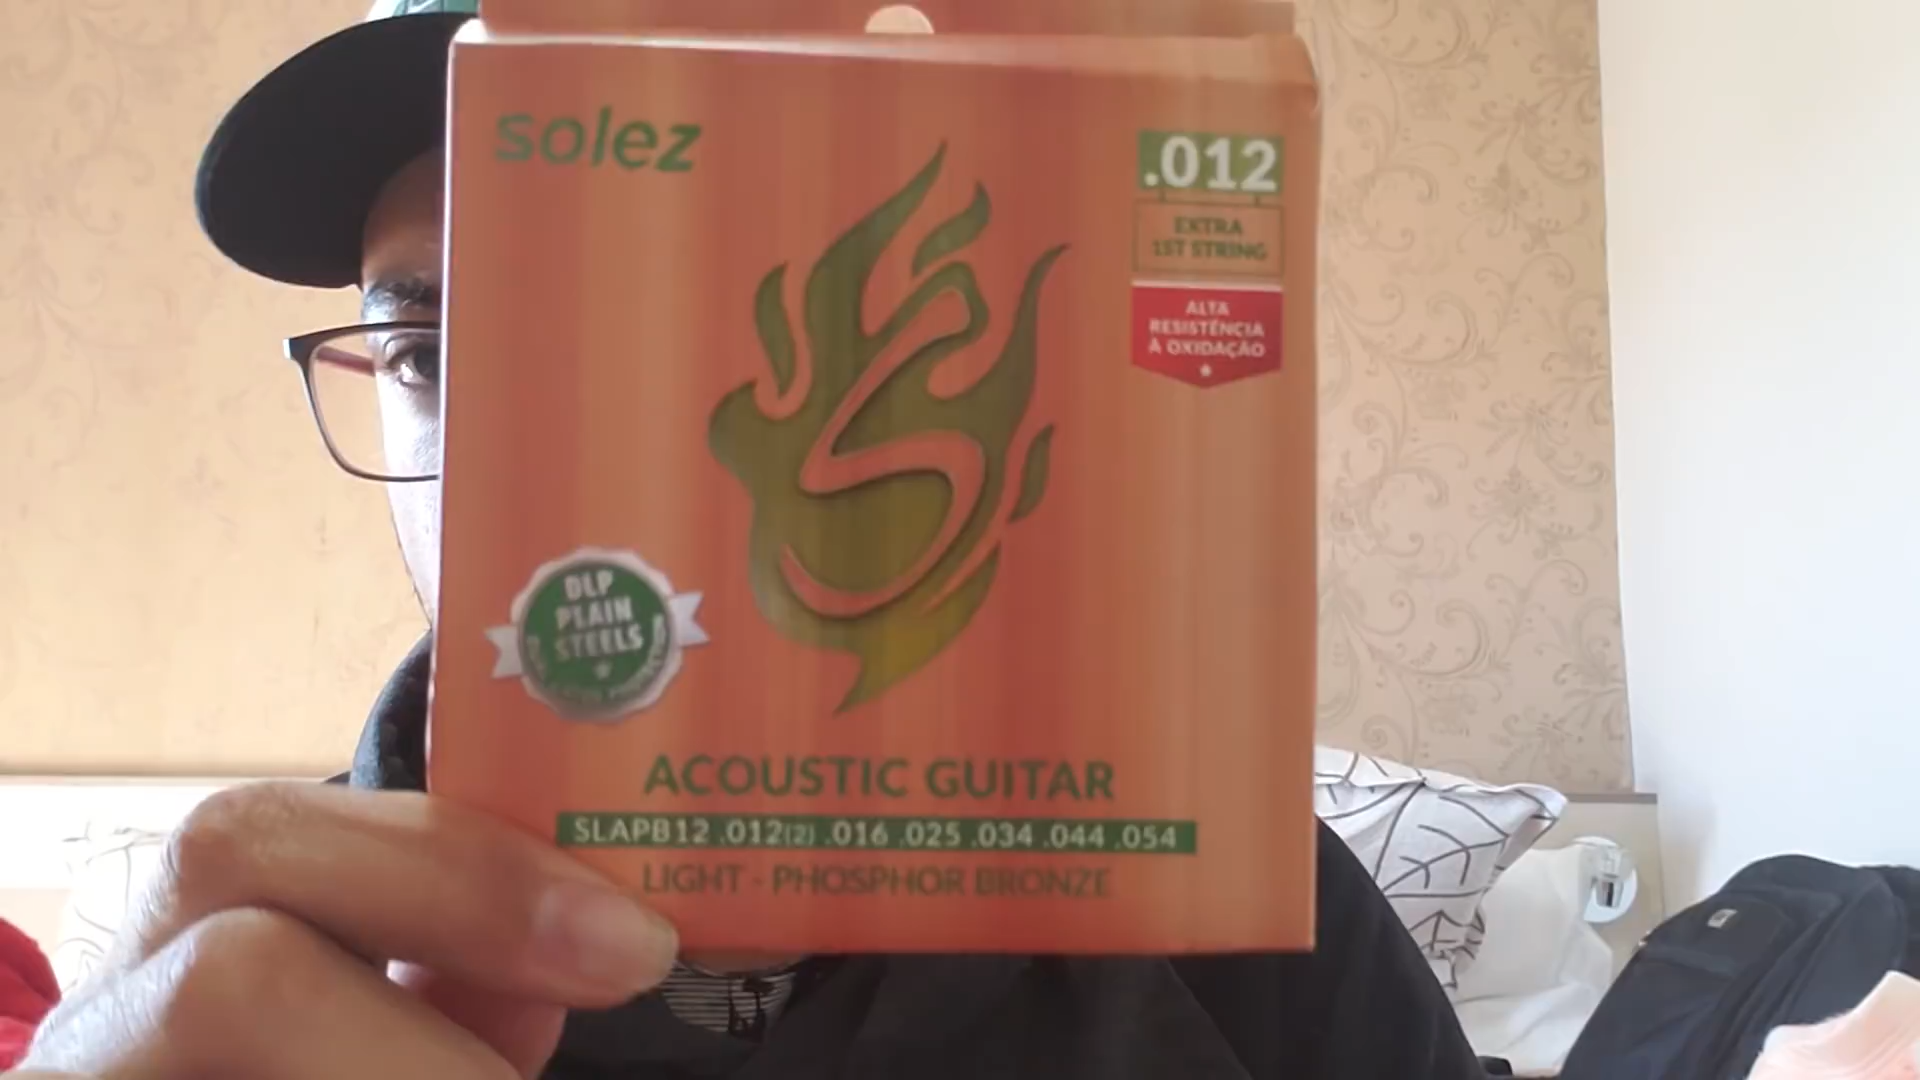 solez
.012
EXTRA
1ST STRING
ALTA
RESISTÊNCIA
À OXIDAÇÃO
DLP
PLAIN
STEELS
ACOUSTIC GUITAR
SLAPB12 .012(2) .016 .025 .034 .044 .054
LIGHT - PHOSPHOR BRONZE